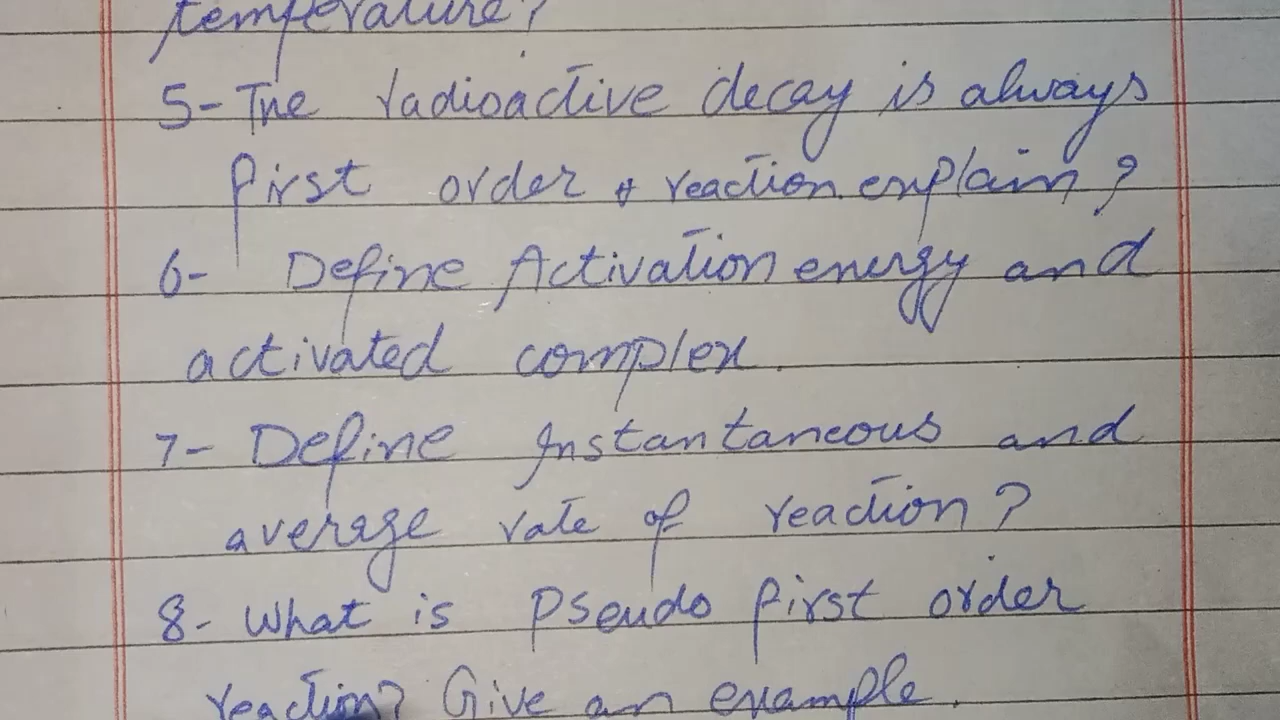 temperature?
5- The radioactive decay is always
first order reaction explain?
6- Define Activation energy and
activated complex.
7- Define Instantaneous and
average rate of reaction?
8- What is Pseudo first order
reaction? Give an example.